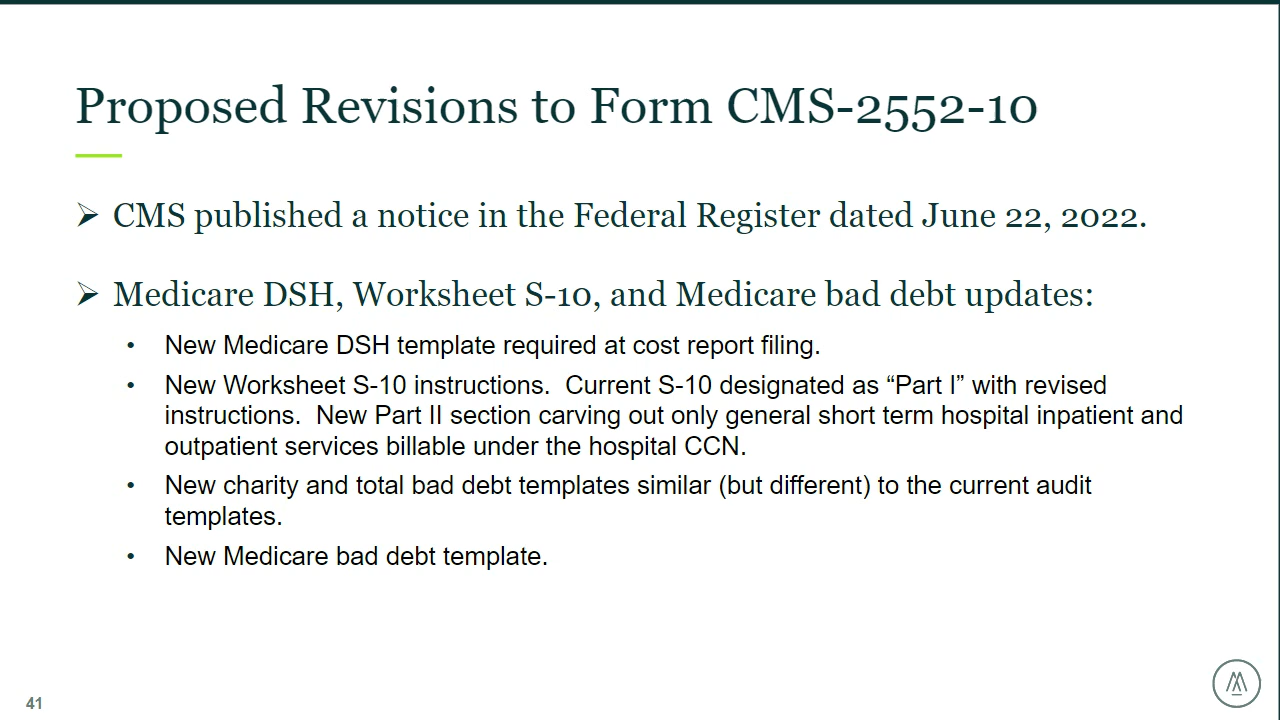 Proposed Revisions to Form CMS-2552-10
➢ CMS published a notice in the Federal Register dated June 22, 2022.
➢ Medicare DSH, Worksheet S-10, and Medicare bad debt updates:
• New Medicare DSH template required at cost report filing.
• New Worksheet S-10 instructions.  Current S-10 designated as “Part I” with revised
instructions.  New Part II section carving out only general short term hospital inpatient and
outpatient services billable under the hospital CCN.
• New charity and total bad debt templates similar (but different) to the current audit
templates.
• New Medicare bad debt template.
41